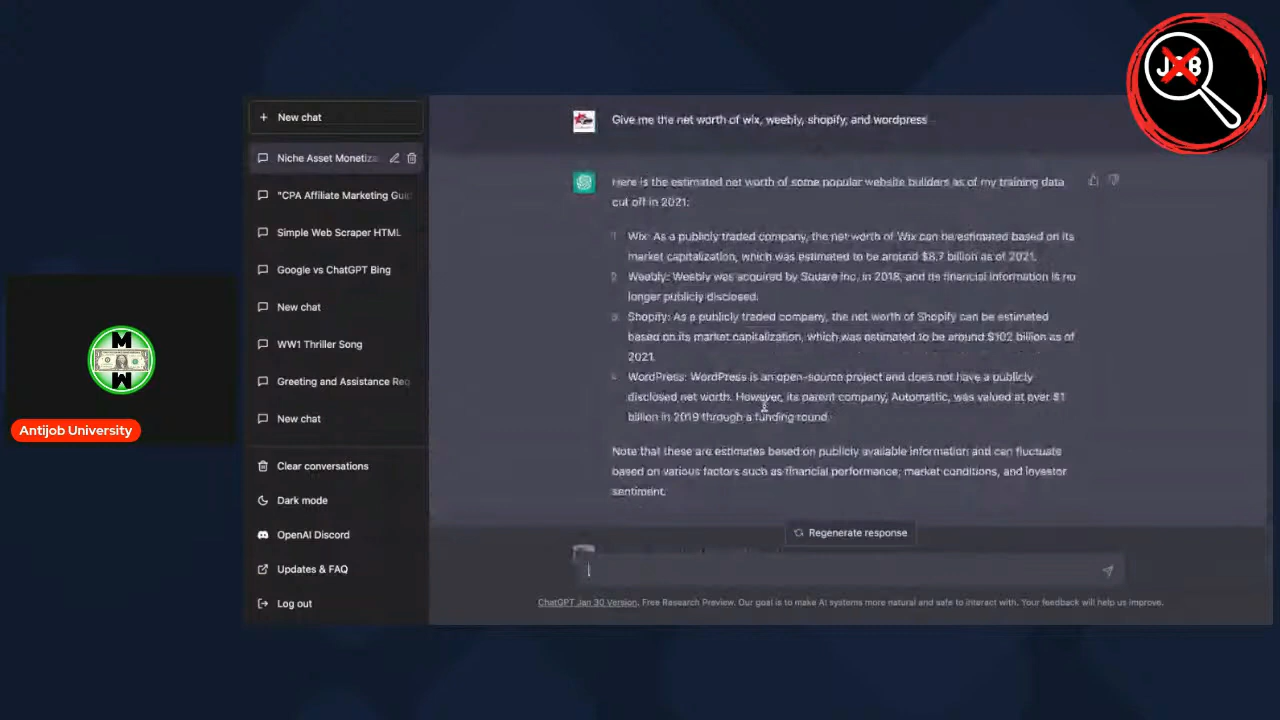 JOB
New chat
Give me the net worth of wix, weebly, shopify, and wordpress
Niche Asset Monetiza
Here is the estimated net worth of some popular website builders as of my training data
cut off in 2021:
"CPA Affiliate Marketing Guid
Simple Web Scraper HTML
1. Wix: As a publicly traded company, the net worth of Wix can be estimated based on its
market capitalization, which was estimated to be around $8.7 billion as of 2021.
Google vs ChatGPT Bing
2. Weebly: Weebly was acquired by Square Inc. in 2018, and its financial information is no
longer publicly disclosed.
New chat
3. Shopify: As a publicly traded company, the net worth of Shopify can be estimated
based on its market capitalization, which was estimated to be around $102 billion as of
2021.
WW1 Thriller Song
4. WordPress: WordPress is an open-source project and does not have a publicly
disclosed net worth. However, its parent company, Automattic, was valued at over $1
billion in 2019 through a funding round.
Greeting and Assistance Req
New chat
Note that these are estimates based on publicly available information and can fluctuate
based on various factors such as financial performance, market conditions, and investor
sentiment.
Clear conversations
Dark mode
OpenAI Discord
Updates & FAQ
Log out
Regenerate response
ChatGPT Jan 30 Version. Free Research Preview. Our goal is to make AI systems more natural and safe to interact with. Your feedback will help us improve.
M
M
Antijob University